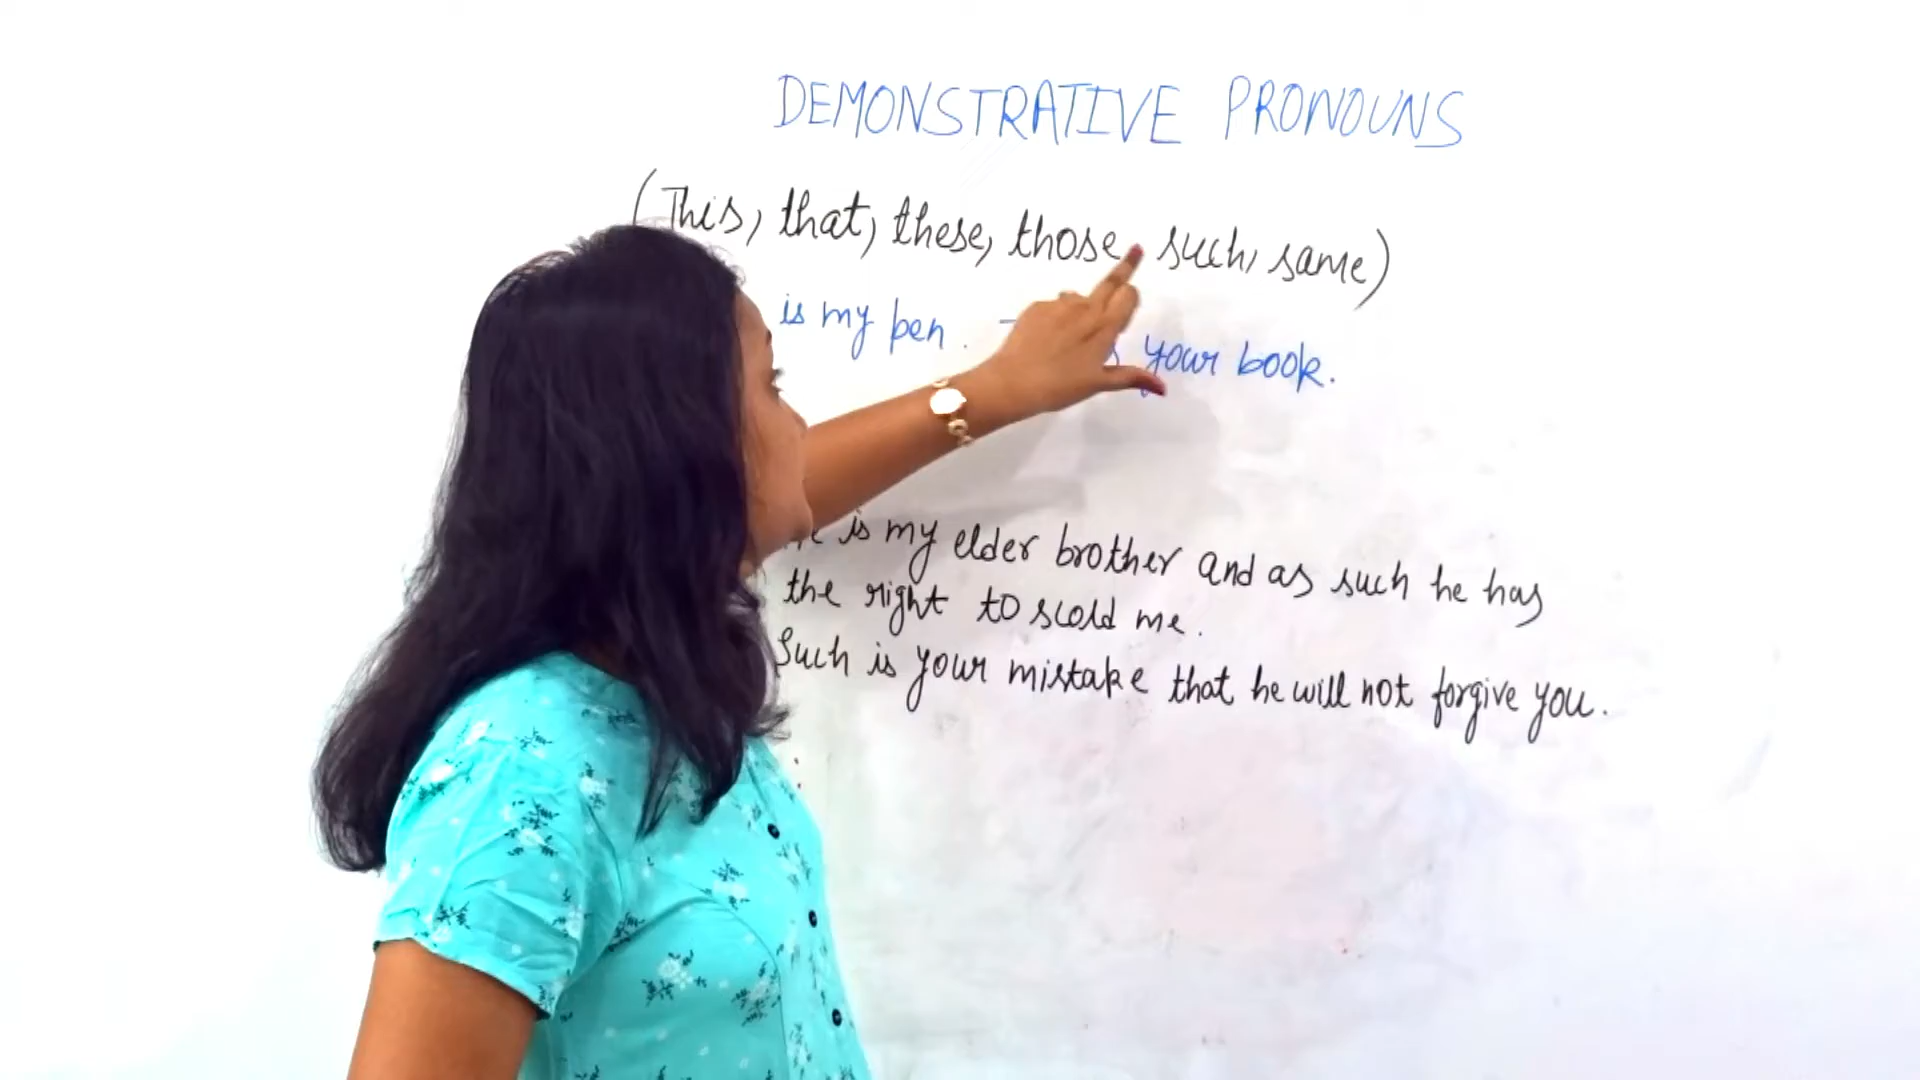 DEMONSTRATIVE PRONOUNS
(This, that, these, those, such, same)
is my pen. your book.
is my elder brother and as such he has
the right to scold me.
Such is your mistake that he will not forgive you.